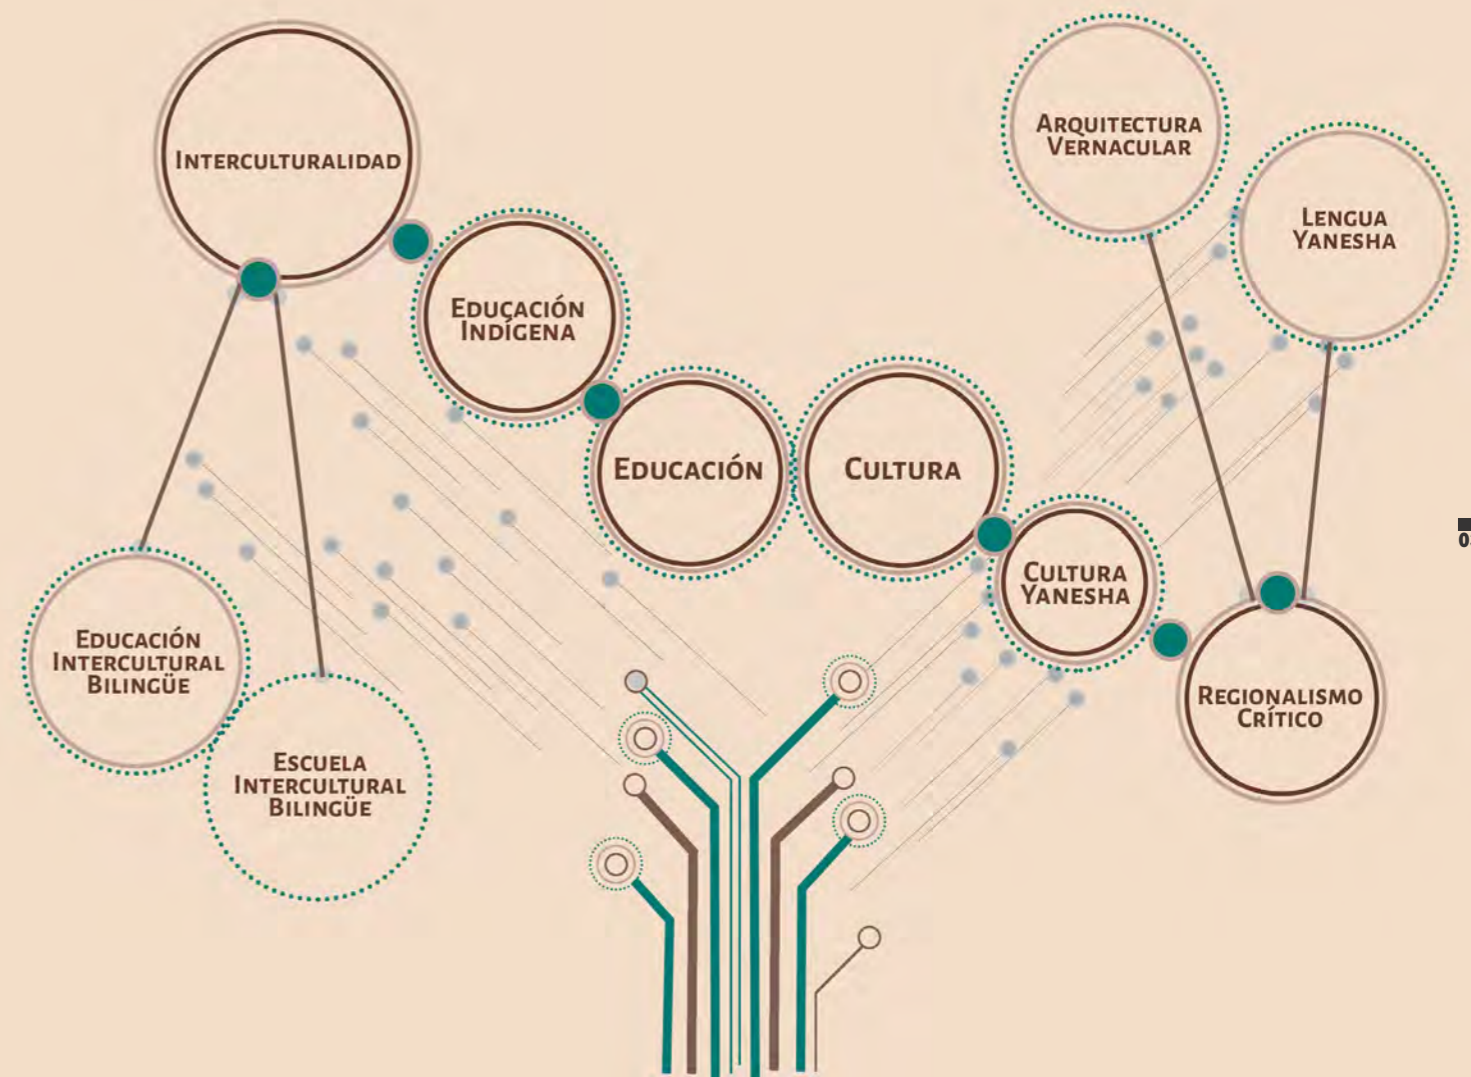 INTERCULTURALIDAD
EDUCACIÓN
INDÍGENA
EDUCACIÓN
CULTURA
CULTURA
YANESHA
ARQUITECTURA
VERNACULAR
LENGUA
YANESHA
REGIONALISMO
CRÍTICO
EDUCACIÓN
INTERCULTURAL
BILINGÜE
ESCUELA
INTERCULTURAL
BILINGÜE